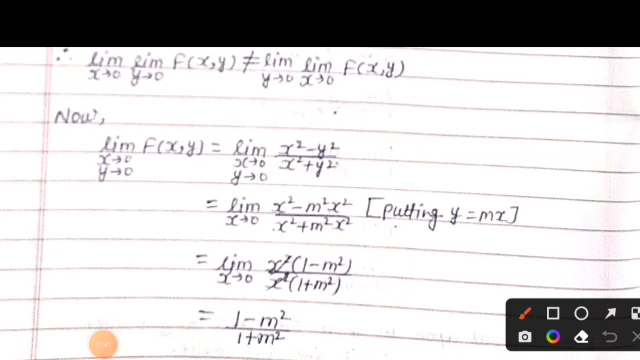 ∴ lim x→0 lim y→0 F(x,y) ≠ lim y→0 lim x→0 F(x,y)
Now,
lim x→0 y→0 F(x,y) = lim x→0 y→0 x²-y² / x²+y²
= lim x→0 x²-m²x² / x²+m²x² [putting y=mx]
= lim x→0 x²(1-m²) / x²(1+m²)
= 1-m² / 1+m²